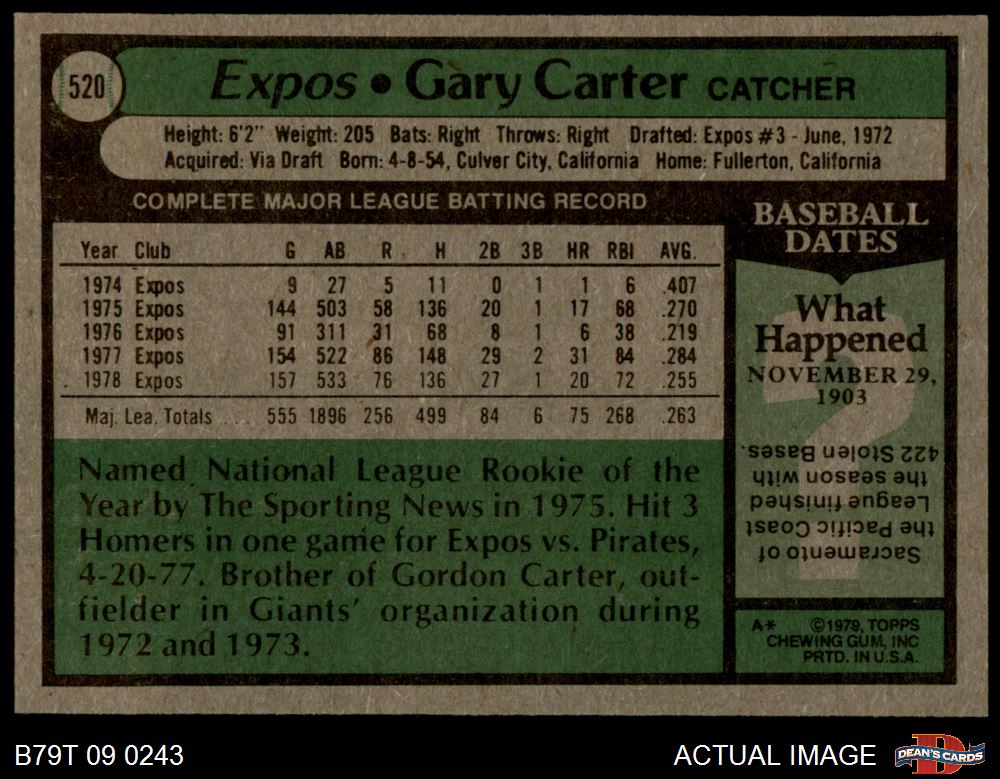 520
Expos • Gary Carter CATCHER
Height: 6'2" Weight: 205 Bats: Right Throws: Right Drafted: Expos #3 - June, 1972
Acquired: Via Draft Born: 4-8-54, Culver City, California Home: Fullerton, California
COMPLETE MAJOR LEAGUE BATTING RECORD
Year Club G AB R H 2B 3B HR RBI AVG.
1974 Expos 9 27 5 11 0 1 1 6 .407
1975 Expos 144 503 58 136 20 1 17 68 .270
1976 Expos 91 311 31 68 8 1 6 38 .219
1977 Expos 154 522 86 148 29 2 31 84 .284
1978 Expos 157 533 76 136 27 1 20 72 .255
Maj. Lea. Totals ... 555 1896 256 499 84 6 75 268 .263
Named National League Rookie of the
Year by The Sporting News in 1975. Hit 3
Homers in one game for Expos vs. Pirates,
4-20-77. Brother of Gordon Carter, out-
fielder in Giants' organization during
1972 and 1973.
BASEBALL
DATES
What
Happened
NOVEMBER 29,
1903
?
Sacramento of
the Pacific Coast
League finished
the season with
422 Stolen Bases.
A* ©1979, TOPPS
CHEWING GUM, INC
PRTD. IN U.S.A.
B79T 09 0243
ACTUAL IMAGE
DEAN'S CARDS